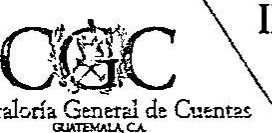 CGC
raloría General de Cuentas
GUATEMALA, C.A.